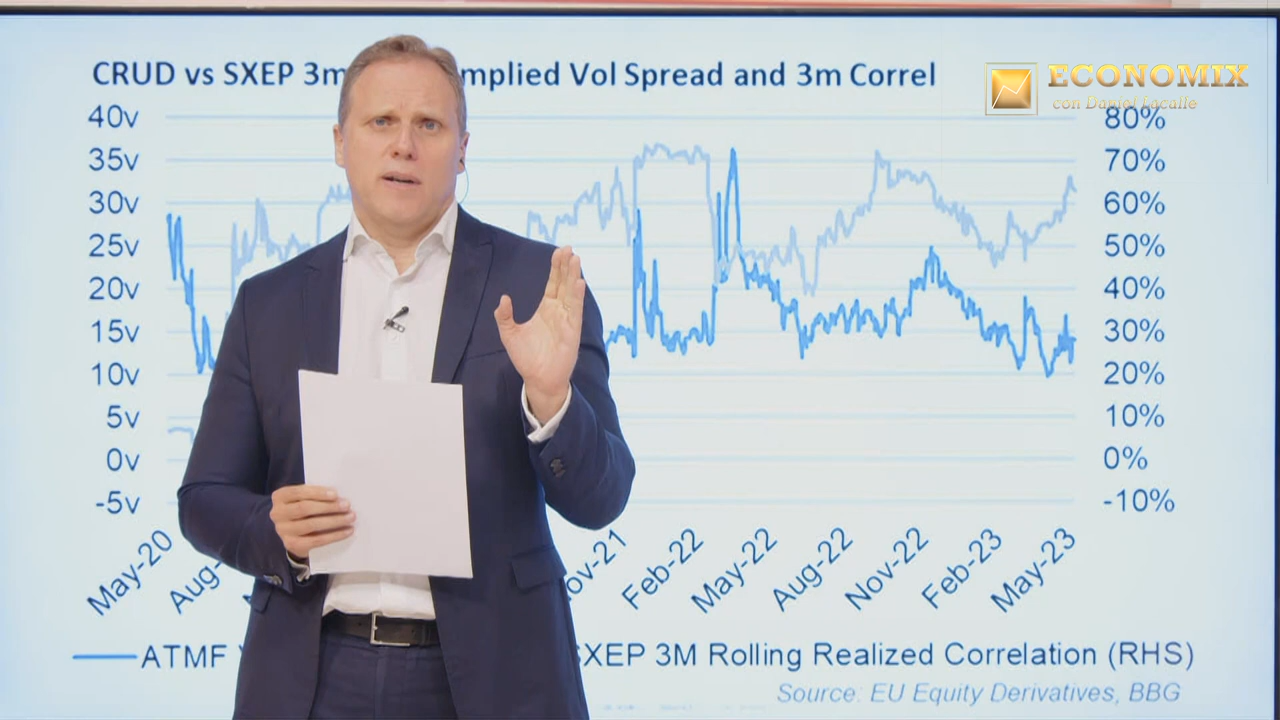 CRUD vs SXEP 3m mplied Vol Spread and 3m Correl
ECONOMIX
con Daniel Lacalle
40v 80%
35v 70%
30v 60%
25v 50%
20v 40%
15v 30%
10v 20%
5v 10%
0v 0%
-5v -10%
May-20 Aug- ov-21 Feb-22 May-22 Aug-22 Nov-22 Feb-23 May-23
ATMF SXEP 3M Rolling Realized Correlation (RHS)
Source: EU Equity Derivatives, BBG